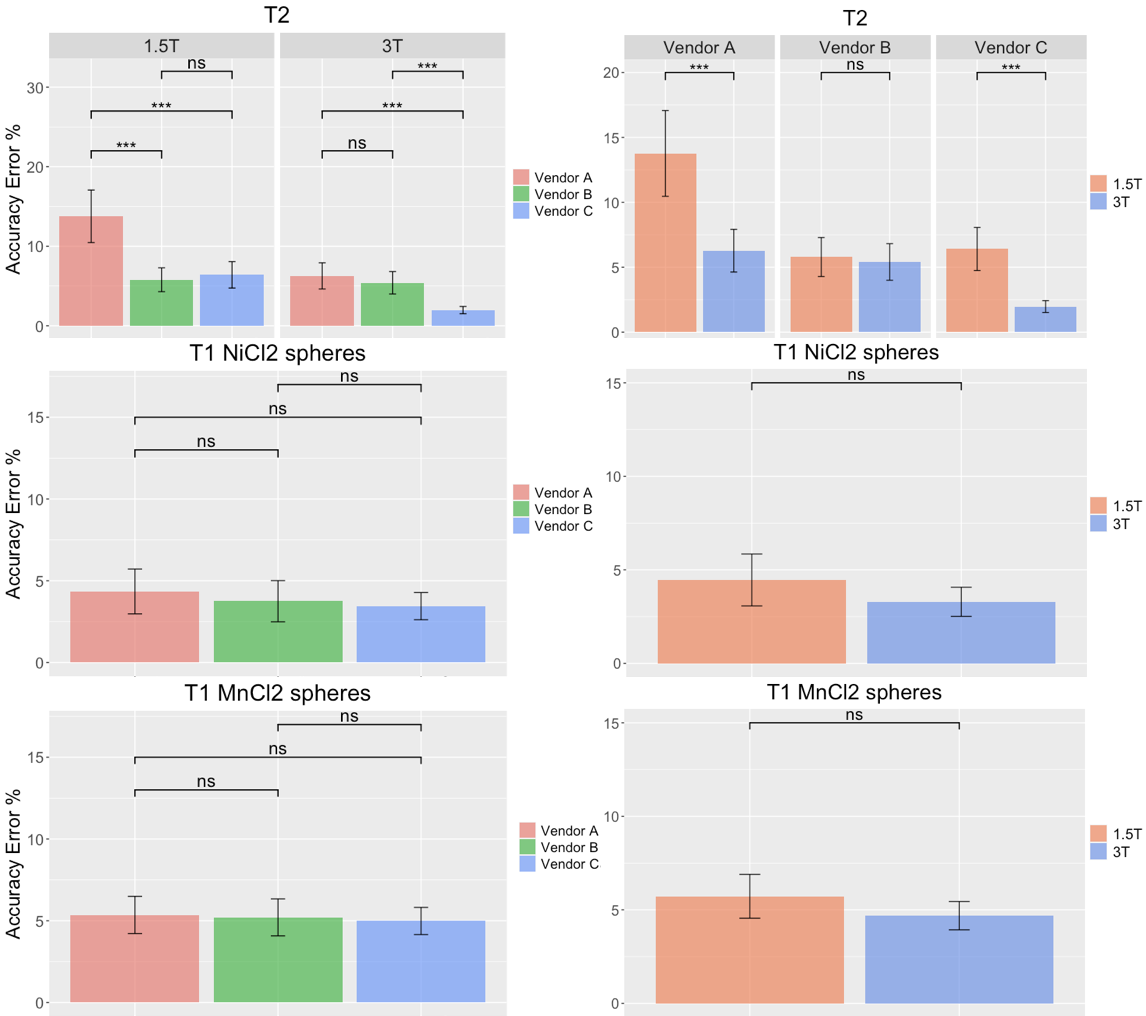 T2
1.5T 3T
ns ***
*** ***
*** ns
30
20
10
0
Accuracy Error %
Vendor A
Vendor B
Vendor C
T2
Vendor A Vendor B Vendor C
*** ns ***
20
15
10
5
0
1.5T
3T
T1 NiCl2 spheres
ns
ns
ns
15
10
5
0
Accuracy Error %
Vendor A
Vendor B
Vendor C
T1 NiCl2 spheres
ns
15
10
5
0
1.5T
3T
T1 MnCl2 spheres
ns
ns
ns
15
10
5
0
Accuracy Error %
Vendor A
Vendor B
Vendor C
T1 MnCl2 spheres
ns
15
10
5
0
1.5T
3T